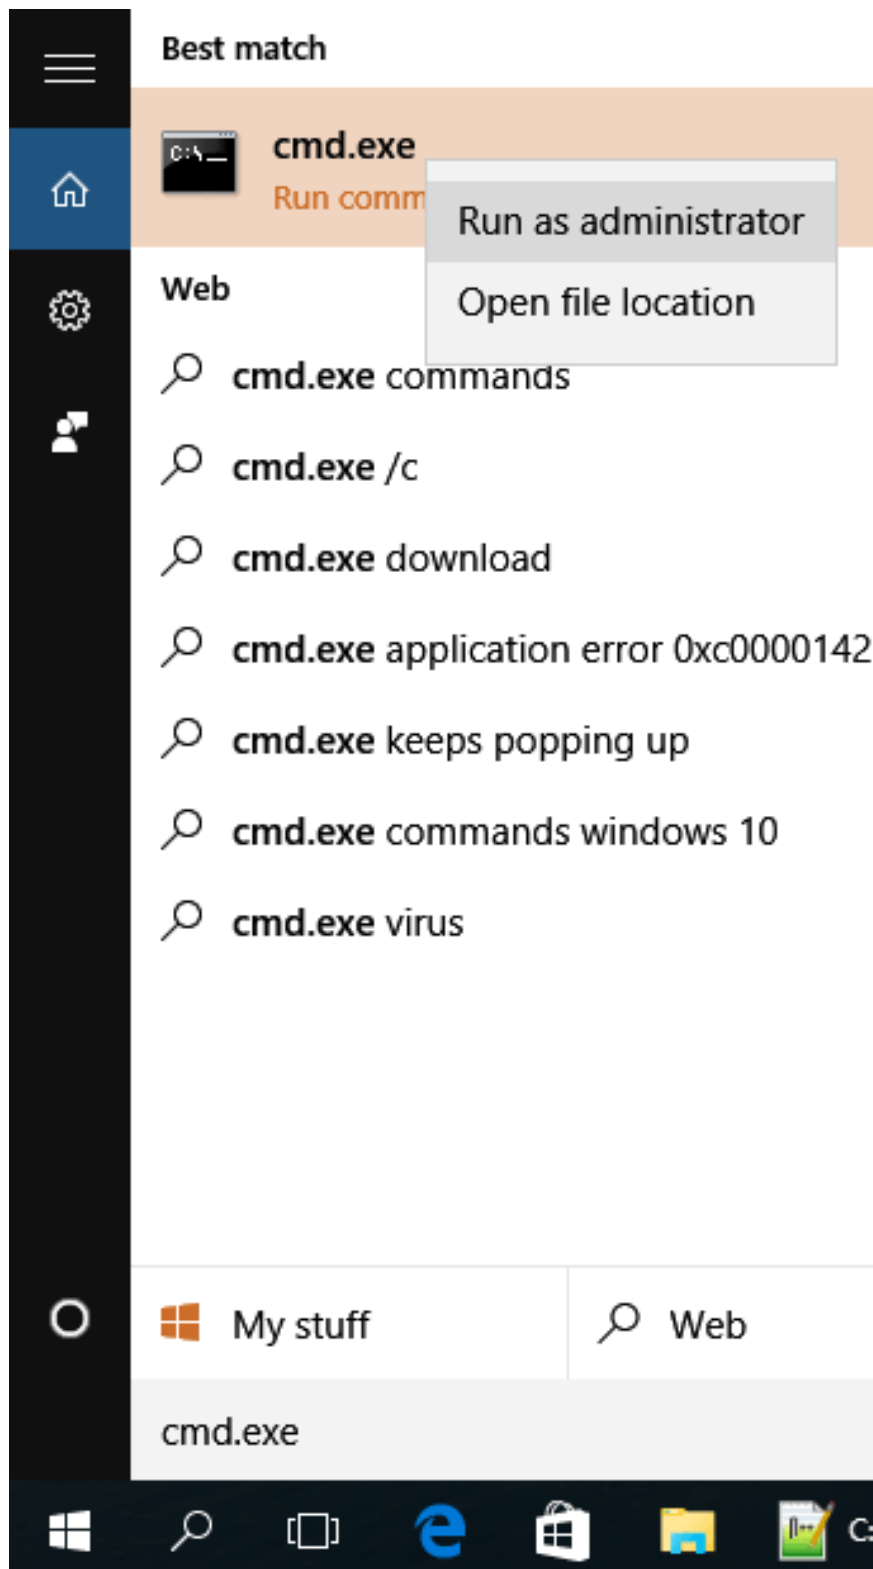 Best match
cmd.exe
Run comm
Run as administrator
Open file location
Web
cmd.exe commands
cmd.exe /c
cmd.exe download
cmd.exe application error 0xc0000142
cmd.exe keeps popping up
cmd.exe commands windows 10
cmd.exe virus
My stuff
Web
cmd.exe
C: